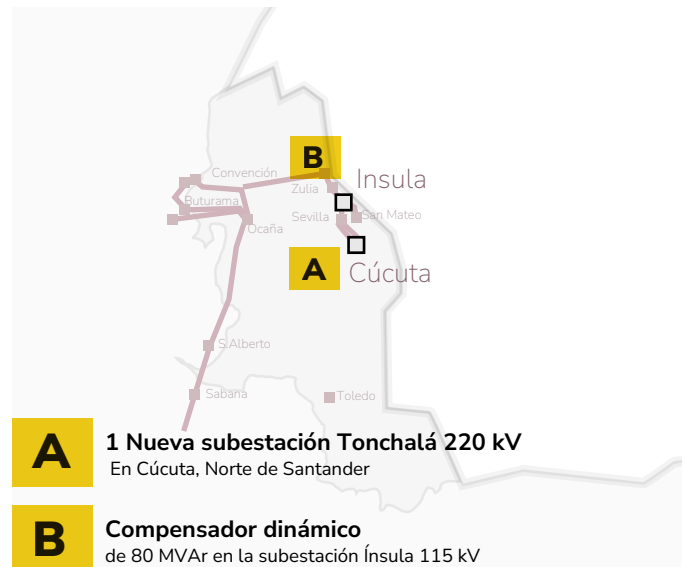 B
Convención
Insula
Zulia
Buturama
Sevilla
San Mateo
Ocaña
A
Cúcuta
S.Alberto
Sabana
Toledo
A
1 Nueva subestación Tonchalá 220 kV
En Cúcuta, Norte de Santander
B
Compensador dinámico
de 80 MVAr en la subestación Ínsula 115 kV